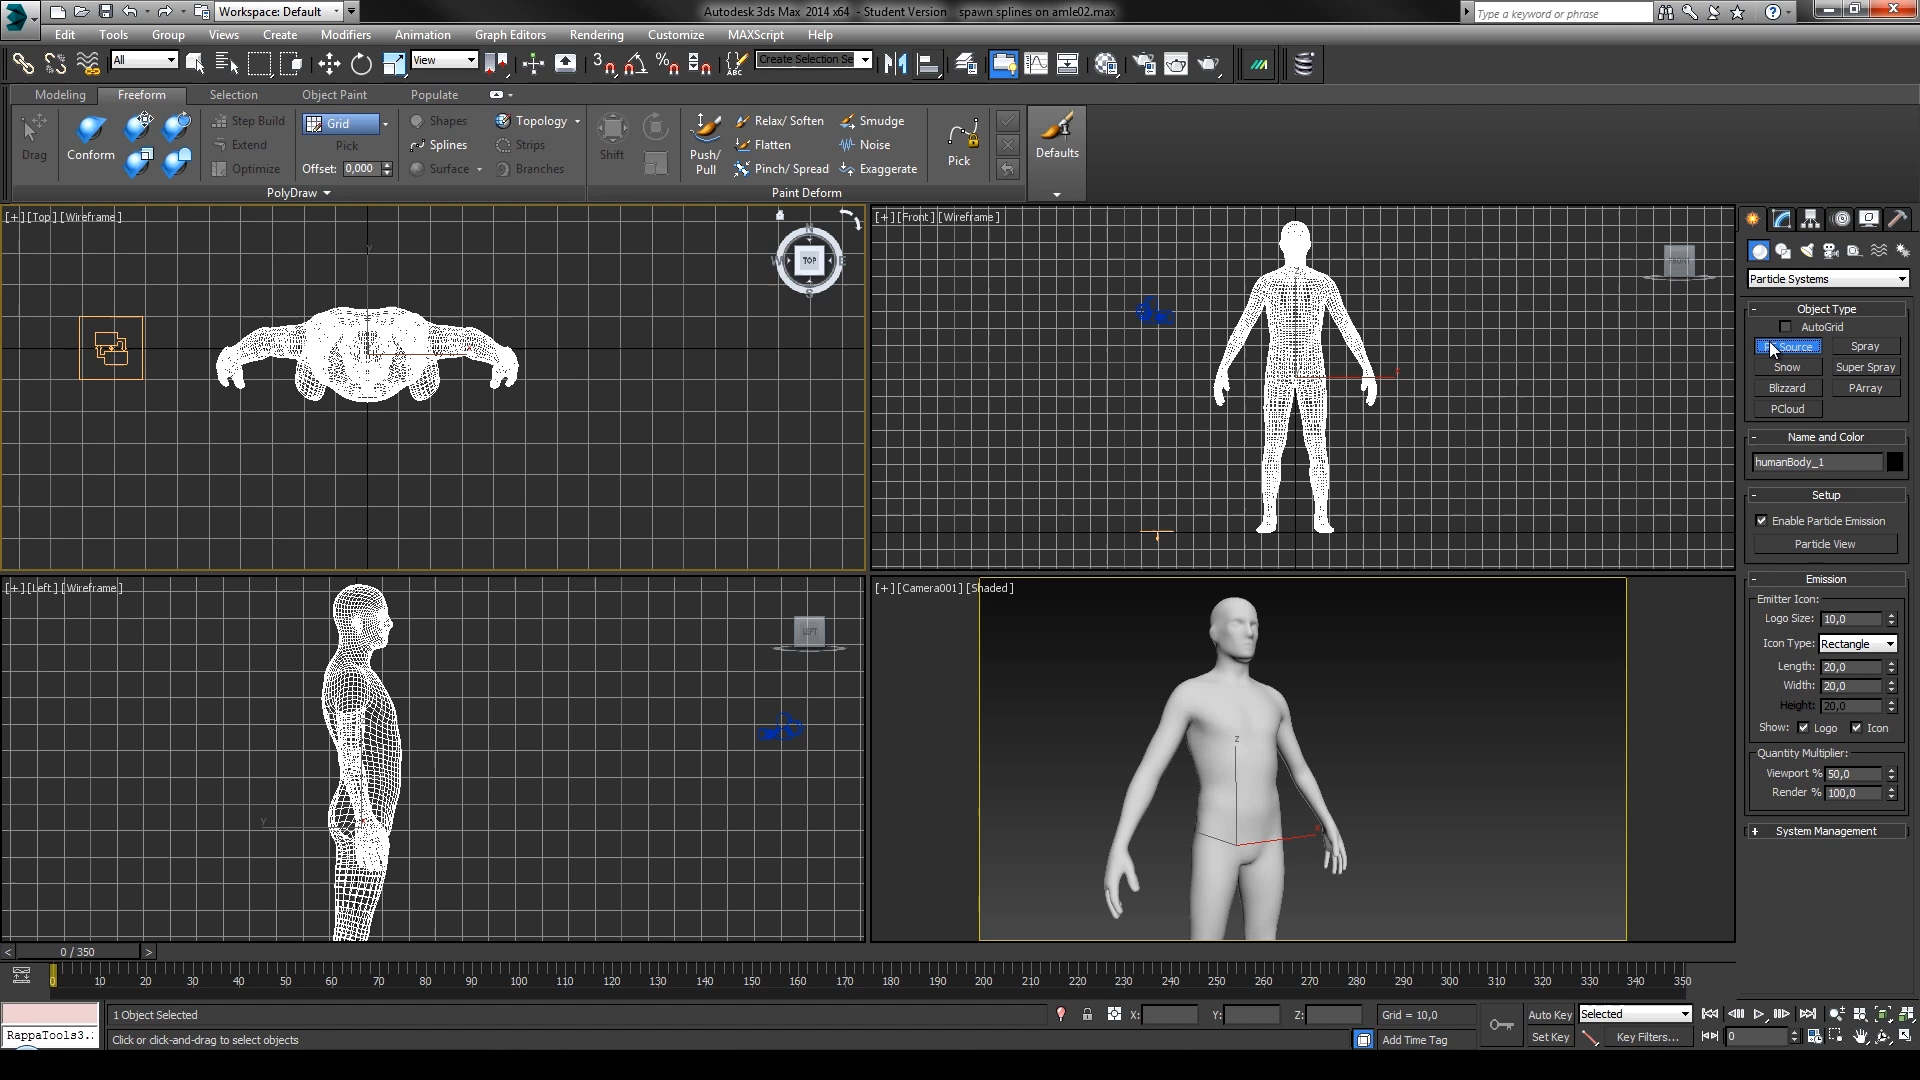 Workspace: Default
Autodesk 3ds Max 2014 x64 - Student Version spawn splines on amle02.max
Type a keyword or phrase
Edit Tools Group Views Create Modifiers Animation Graph Editors Rendering Customize MAXScript Help
All
View
3
%
ABC
Create Selection Se
Modeling Freeform Selection Object Paint Populate
Drag
Conform
Step Build
Extend
Optimize
Grid
Pick
Offset: 0,000
Shapes
Splines
Surface
Topology
Strips
Branches
PolyDraw
Shift
Push/
Pull
Relax/ Soften
Flatten
Pinch/ Spread
Smudge
Noise
Exaggerate
Paint Deform
Pick
Defaults
[+][Top][Wireframe]
TOP
N
S
W
E
[+][Front][Wireframe]
FRONT
[+][Left][Wireframe]
LEFT
[+][Camera001][Shaded]
z
x
y
Particle Systems
Object Type
AutoGrid
Source
Spray
Snow
Super Spray
Blizzard
PArray
PCloud
Name and Color
humanBody_1
Setup
Enable Particle Emission
Particle View
Emission
Emitter Icon:
Logo Size: 10,0
Icon Type: Rectangle
Length: 20,0
Width: 20,0
Height: 20,0
Show: Logo Icon
Quantity Multiplier:
Viewport % 50,0
Render % 100,0
System Management
< 0 / 350 >
0 10 20 30 40 50 60 70 80 90 100 110 120 130 140 150 160 170 180 190 200 210 220 230 240 250 260 270 280 290 300 310 320 330 340 350
1 Object Selected
X: Y: Z:
Grid = 10,0
Auto Key
Selected
RappaTools3.
Click or click-and-drag to select objects
Add Time Tag
Set Key
Key Filters...
0